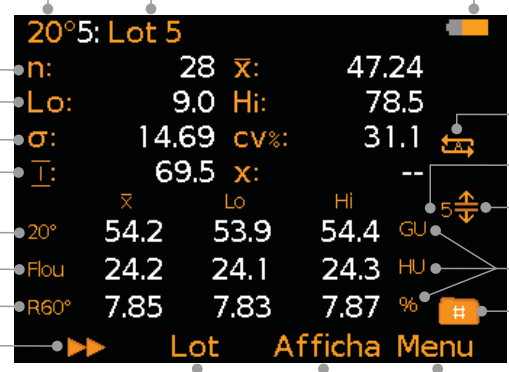 20°5: Lot 5
n: 28 x̅: 47.24
Lo: 9.0 Hi: 78.5
σ: 14.69 cv%: 31.1
I: 69.5 x: --
x̅ Lo Hi
5
20° 54.2 53.9 54.4 GU
Flou 24.2 24.1 24.3 HU
R60° 7.85 7.83 7.87 %
#
Lot Afficha Menu